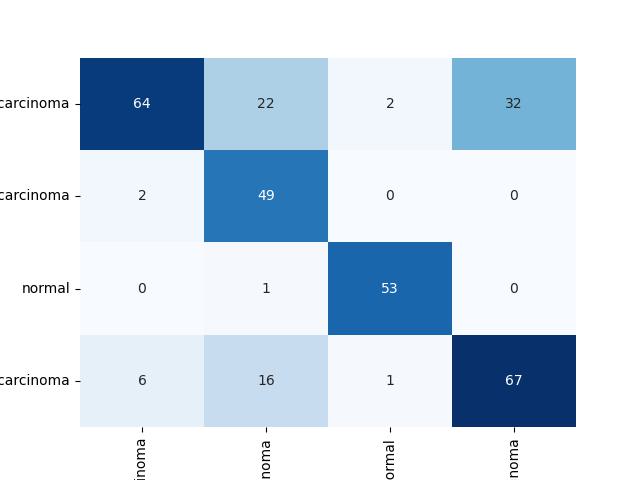 carcinoma
64 22 2 32
carcinoma
2 49 0 0
normal
0 1 53 0
carcinoma
6 16 1 67
inoma
noma
ormal
noma